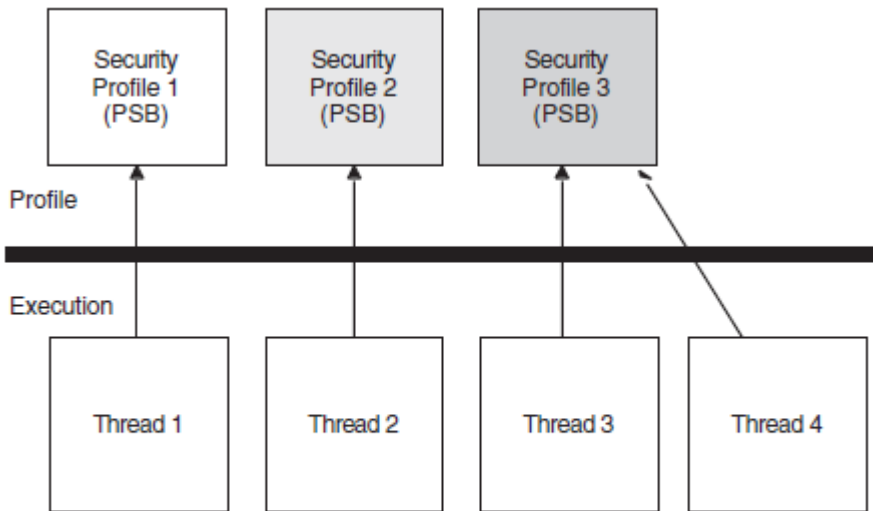 Security
Profile 1
(PSB)
Security
Profile 2
(PSB)
Security
Profile 3
(PSB)
Profile
Execution
Thread 1
Thread 2
Thread 3
Thread 4